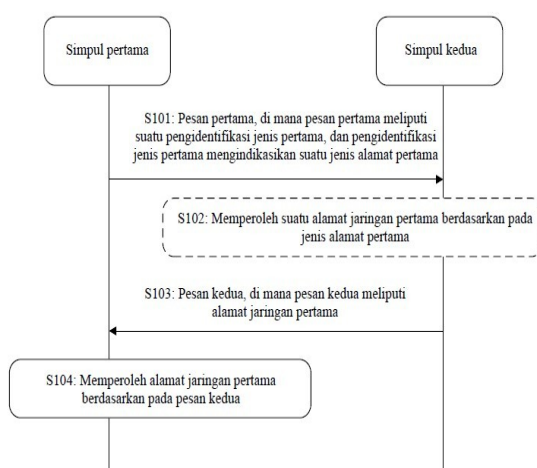 Simpul pertama
Simpul kedua
S101: Pesan pertama, di mana pesan pertama meliputi
suatu pengidentifikasi jenis pertama, dan pengidentifikasi
jenis pertama mengindikasikan suatu jenis alamat pertama
S102: Memperoleh suatu alamat jaringan pertama berdasarkan pada
jenis alamat pertama
S103: Pesan kedua, di mana pesan kedua meliputi
alamat jaringan pertama
S104: Memperoleh alamat jaringan pertama
berdasarkan pada pesan kedua